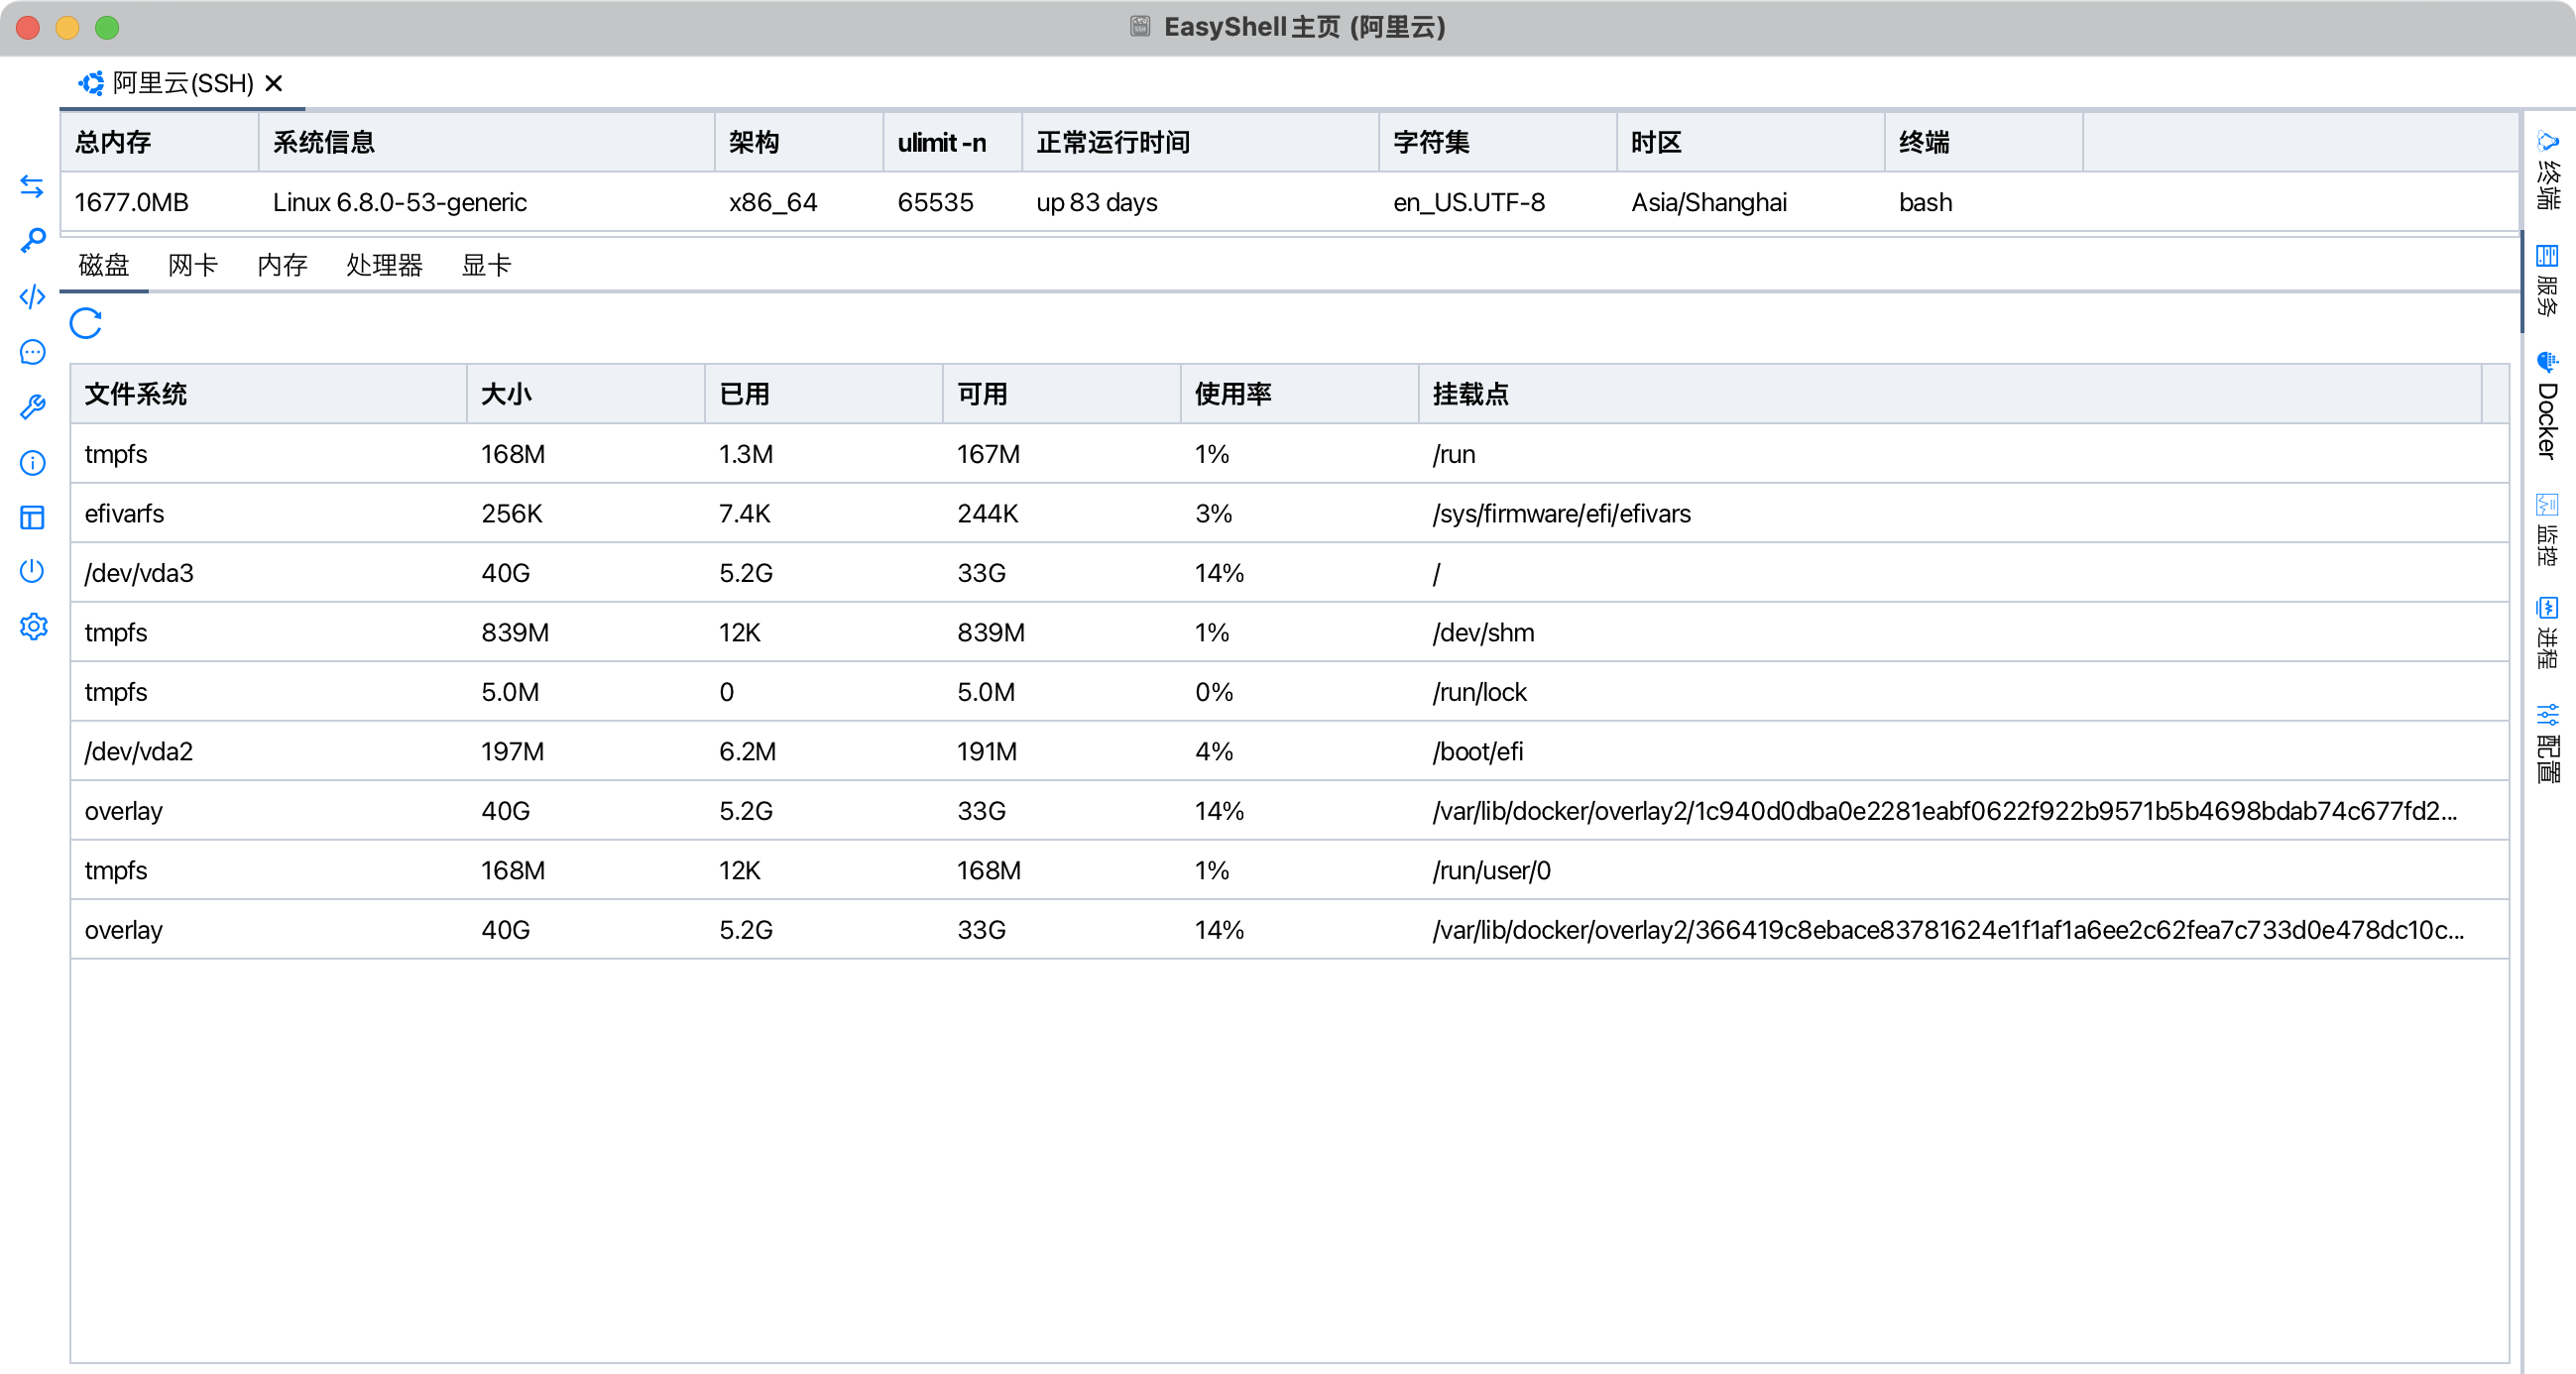 EasyShell主页 (阿里云)
阿里云(SSH)
总内存 系统信息 架构 ulimit -n 正常运行时间 字符集 时区 终端
1677.0MB Linux 6.8.0-53-generic x86_64 65535 up 83 days en_US.UTF-8 Asia/Shanghai bash
磁盘 网卡 内存 处理器 显卡
文件系统 大小 已用 可用 使用率 挂载点
tmpfs 168M 1.3M 167M 1% /run
efivarfs 256K 7.4K 244K 3% /sys/firmware/efi/efivars
/dev/vda3 40G 5.2G 33G 14% /
tmpfs 839M 12K 839M 1% /dev/shm
tmpfs 5.0M 0 5.0M 0% /run/lock
/dev/vda2 197M 6.2M 191M 4% /boot/efi
overlay 40G 5.2G 33G 14% /var/lib/docker/overlay2/1c940d0dba0e2281eabf0622f922b9571b5b4698bdab74c677fd2...
tmpfs 168M 12K 168M 1% /run/user/0
overlay 40G 5.2G 33G 14% /var/lib/docker/overlay2/366419c8ebace83781624e1f1af1a6ee2c62fea7c733d0e478dc10c...
终端
服务
Docker
监控
进程
配置